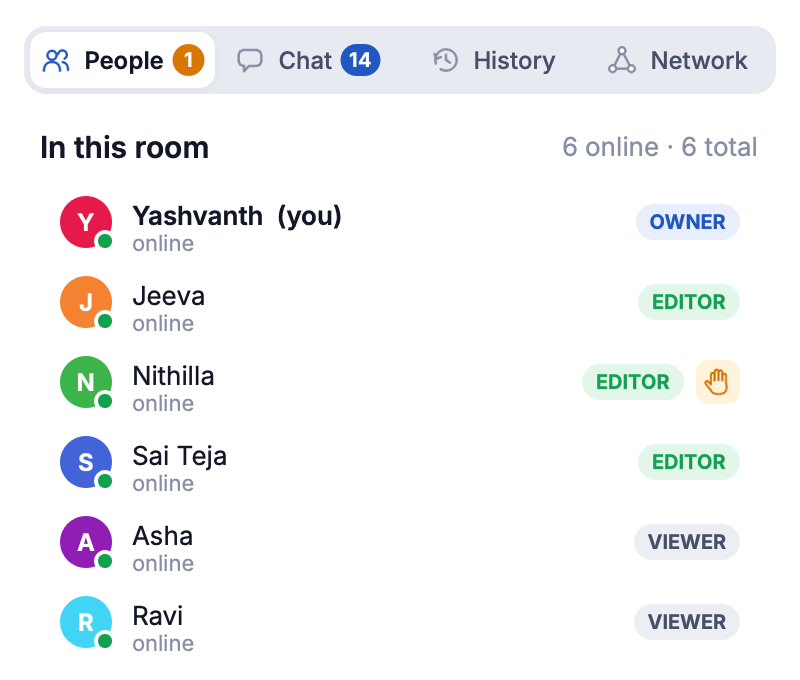 People 1 Chat 14 History Network
In this room 6 online · 6 total
Y Yashvanth (you) OWNER
online
J Jeeva EDITOR
online
N Nithilla EDITOR
online
S Sai Teja EDITOR
online
A Asha VIEWER
online
R Ravi VIEWER
online